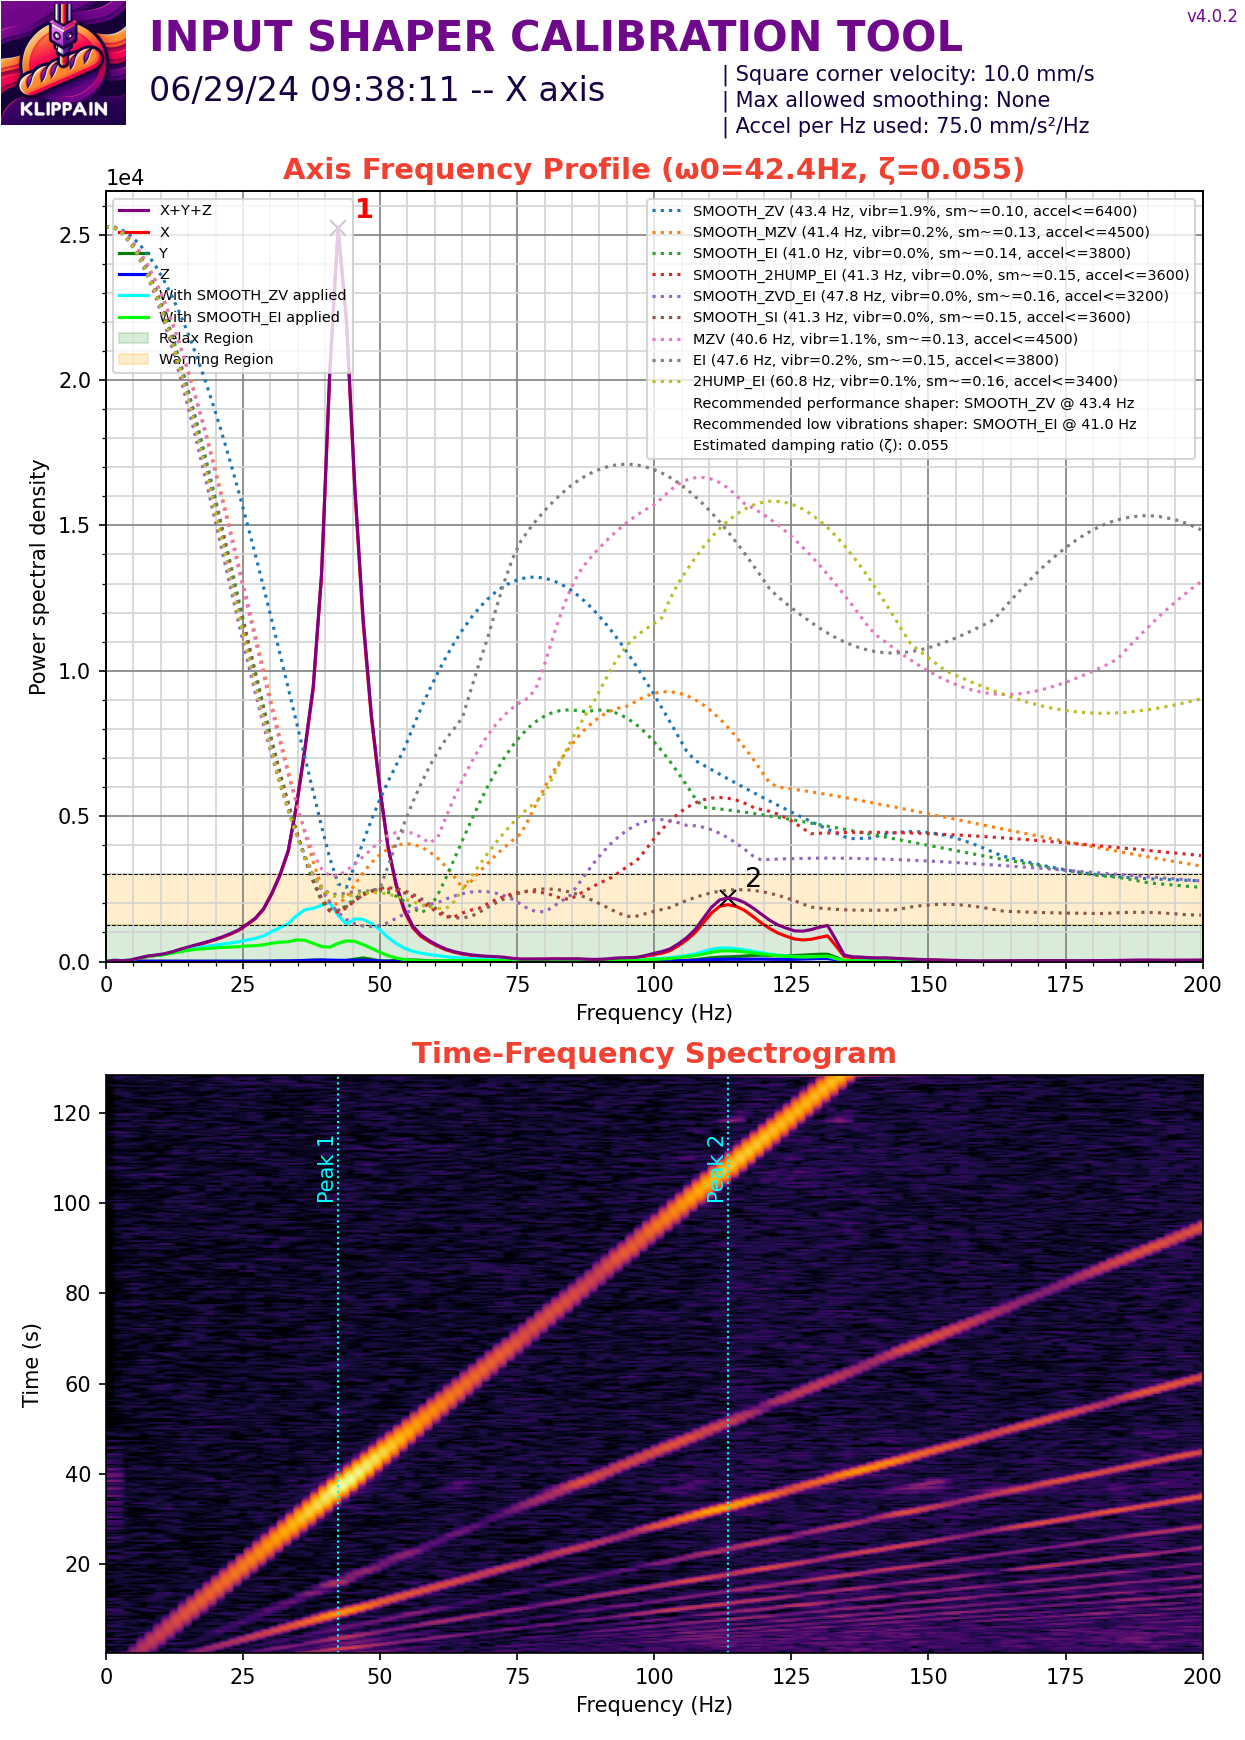 v4.0.2
INPUT SHAPER CALIBRATION TOOL
06/29/24 09:38:11 -- X axis
| Square corner velocity: 10.0 mm/s
| Max allowed smoothing: None
| Accel per Hz used: 75.0 mm/s²/Hz
KLIPPAIN
Axis Frequency Profile (ω0=42.4Hz, ζ=0.055)
1e4
X+Y+Z
X
Y
Z
With SMOOTH_ZV applied
With SMOOTH_EI applied
Relax Region
Warning Region
1
SMOOTH_ZV (43.4 Hz, vibr=1.9%, sm~=0.10, accel<=6400)
SMOOTH_MZV (41.4 Hz, vibr=0.2%, sm~=0.13, accel<=4500)
SMOOTH_EI (41.0 Hz, vibr=0.0%, sm~=0.14, accel<=3800)
SMOOTH_2HUMP_EI (41.3 Hz, vibr=0.0%, sm~=0.15, accel<=3600)
SMOOTH_ZVD_EI (47.8 Hz, vibr=0.0%, sm~=0.16, accel<=3200)
SMOOTH_SI (41.3 Hz, vibr=0.0%, sm~=0.15, accel<=3600)
MZV (40.6 Hz, vibr=1.1%, sm~=0.13, accel<=4500)
EI (47.6 Hz, vibr=0.2%, sm~=0.15, accel<=3800)
2HUMP_EI (60.8 Hz, vibr=0.1%, sm~=0.16, accel<=3400)
Recommended performance shaper: SMOOTH_ZV @ 43.4 Hz
Recommended low vibrations shaper: SMOOTH_EI @ 41.0 Hz
Estimated damping ratio (ζ): 0.055
2
Power spectral density
2.5
2.0
1.5
1.0
0.5
0.0
0 25 50 75 100 125 150 175 200
Frequency (Hz)
Time-Frequency Spectrogram
Peak 1
Peak 2
Time (s)
120
100
80
60
40
20
0 25 50 75 100 125 150 175 200
Frequency (Hz)